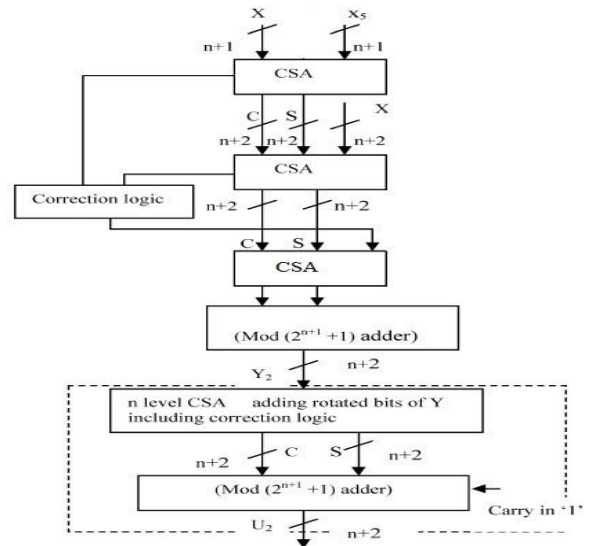 X x₅
n+1 n+1
CSA
C S X
n+2 n+2 n+2
CSA
Correction logic
n+2 n+2
C S
CSA
(Mod (2ⁿ⁺¹ +1) adder)
Y₂ n+2
n level CSA adding rotated bits of Y
including correction logic
n+2 C S n+2
(Mod (2ⁿ⁺¹ +1) adder)
Carry in ‘1’
U₂ n+2